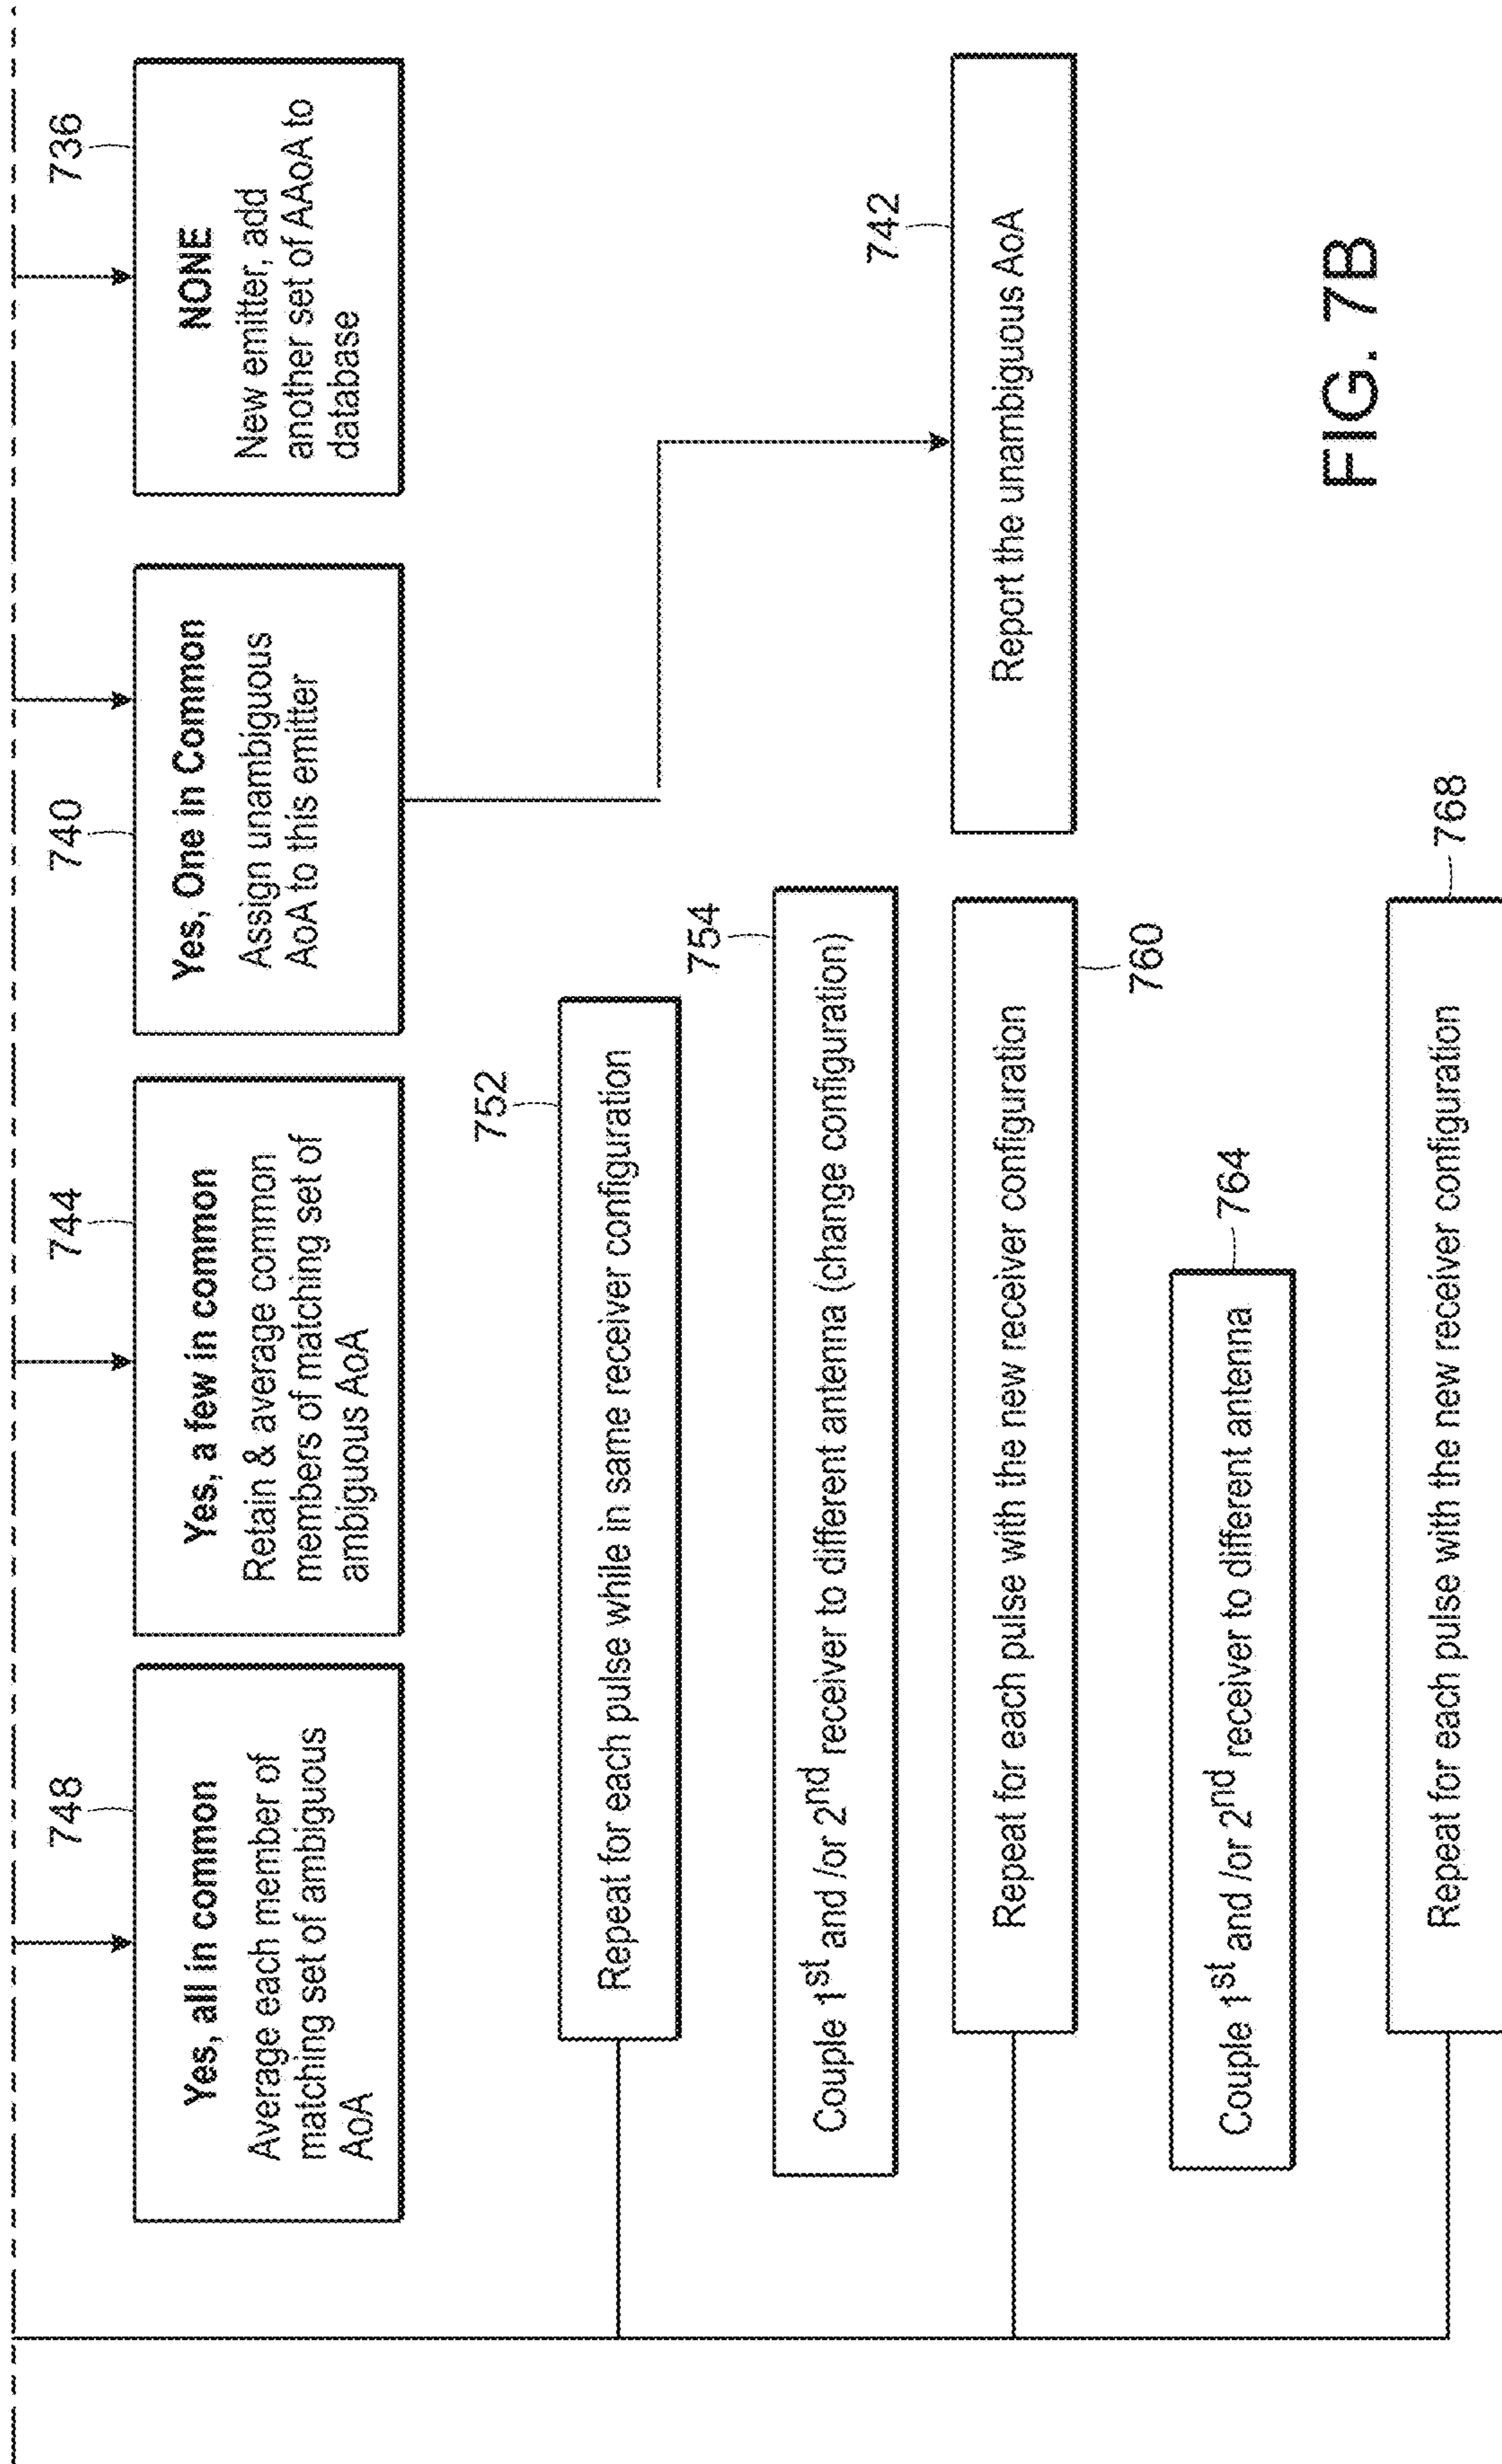 748
Yes, all in common
Average each member of
matching set of ambiguous
AoA
744
Yes, a few in common
Retain & average common
members of matching set of
ambiguous AoA
740
Yes, One in Common
Assign unambiguous
AoA to this emitter
736
NONE
New emitter, add
another set of AAoA to
database
752
Repeat for each pulse while in same receiver configuration
754
Couple 1st and /or 2nd receiver to different antenna (change configuration)
742
Report the unambiguous AoA
Repeat for each pulse with the new receiver configuration
760
764
Couple 1st and /or 2nd receiver to different antenna
768
Repeat for each pulse with the new receiver configuration
FIG. 7B